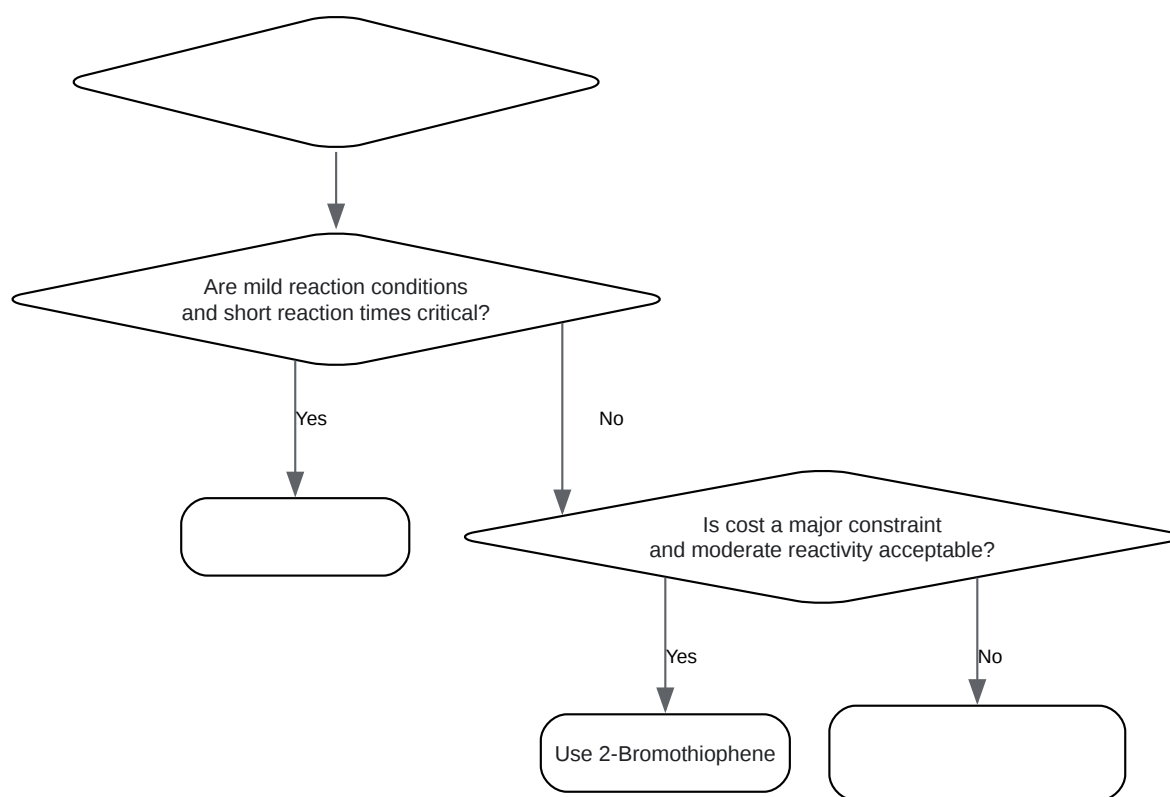 Are mild reaction conditions
and short reaction times critical?
Yes
No
Is cost a major constraint
and moderate reactivity acceptable?
Yes
No
Use 2-Bromothiophene